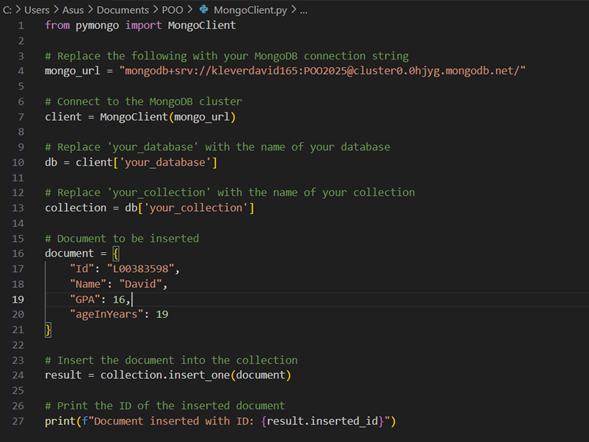 C: > Users > Asus > Documents > POO > MongoClient.py > ...
1 from pymongo import MongoClient
2
3 # Replace the following with your MongoDB connection string
4 mongo_url = "mongodb+srv://kleverdavid165:POO2025@cluster0.0hjyg.mongodb.net/"
5
6 # Connect to the MongoDB cluster
7 client = MongoClient(mongo_url)
8
9 # Replace 'your_database' with the name of your database
10 db = client['your_database']
11
12 # Replace 'your_collection' with the name of your collection
13 collection = db['your_collection']
14
15 # Document to be inserted
16 document = {
17     "Id": "L00383598",
18     "Name": "David",
19     "GPA": 16,
20     "ageInYears": 19
21 }
22
23 # Insert the document into the collection
24 result = collection.insert_one(document)
25
26 # Print the ID of the inserted document
27 print(f"Document inserted with ID: {result.inserted_id}")